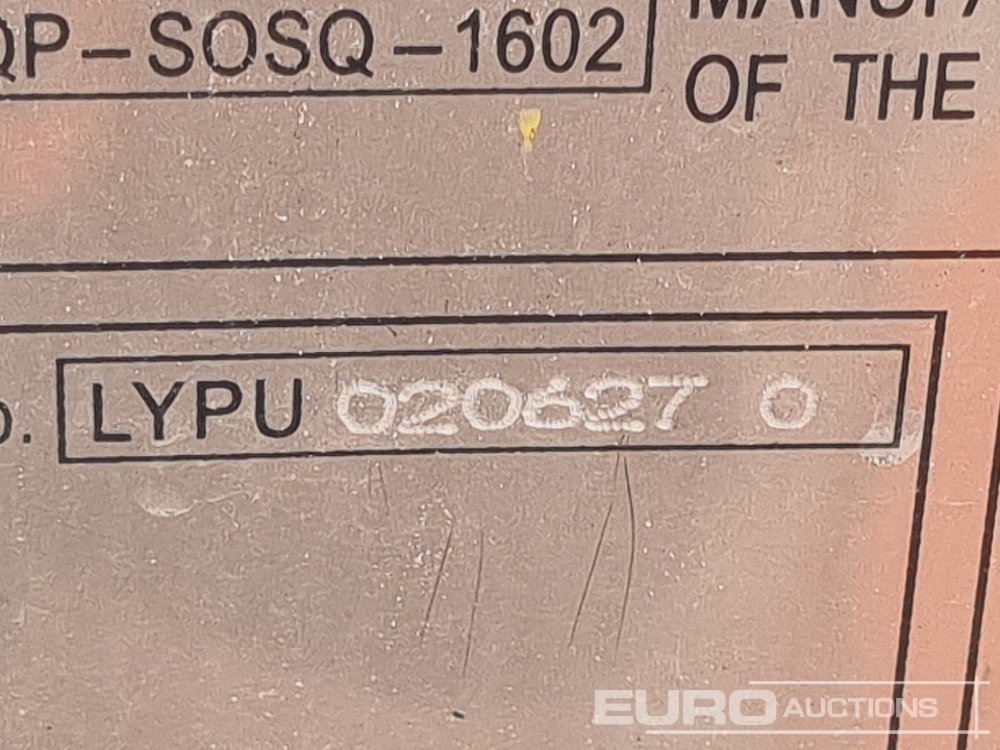 QP-SOSQ-1602
OF THE
o. LYPU 020627 0
EURO AUCTIONS